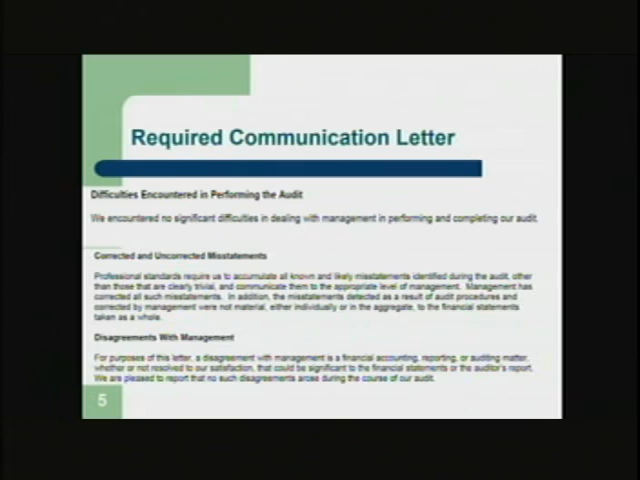 Required Communication Letter
Difficulties Encountered in Performing the Audit
We encountered no significant difficulties in dealing with management in performing and completing our audit.
Corrected and Uncorrected Misstatements
Professional standards require us to accumulate all known and likely misstatements identified during the audit, other
than those that are clearly trivial, and communicate them to the appropriate level of management. Management has
corrected all such misstatements. In addition, the misstatements detected as a result of audit procedures and
corrected by management were not material, either individually or in the aggregate, to the financial statements
taken as a whole.
Disagreements With Management
For purposes of this letter, a disagreement with management is a financial accounting, reporting, or auditing matter,
whether or not resolved to our satisfaction, that could be significant to the financial statements or the auditor's report.
We are pleased to report that no such disagreements arose during the course of our audit.
5